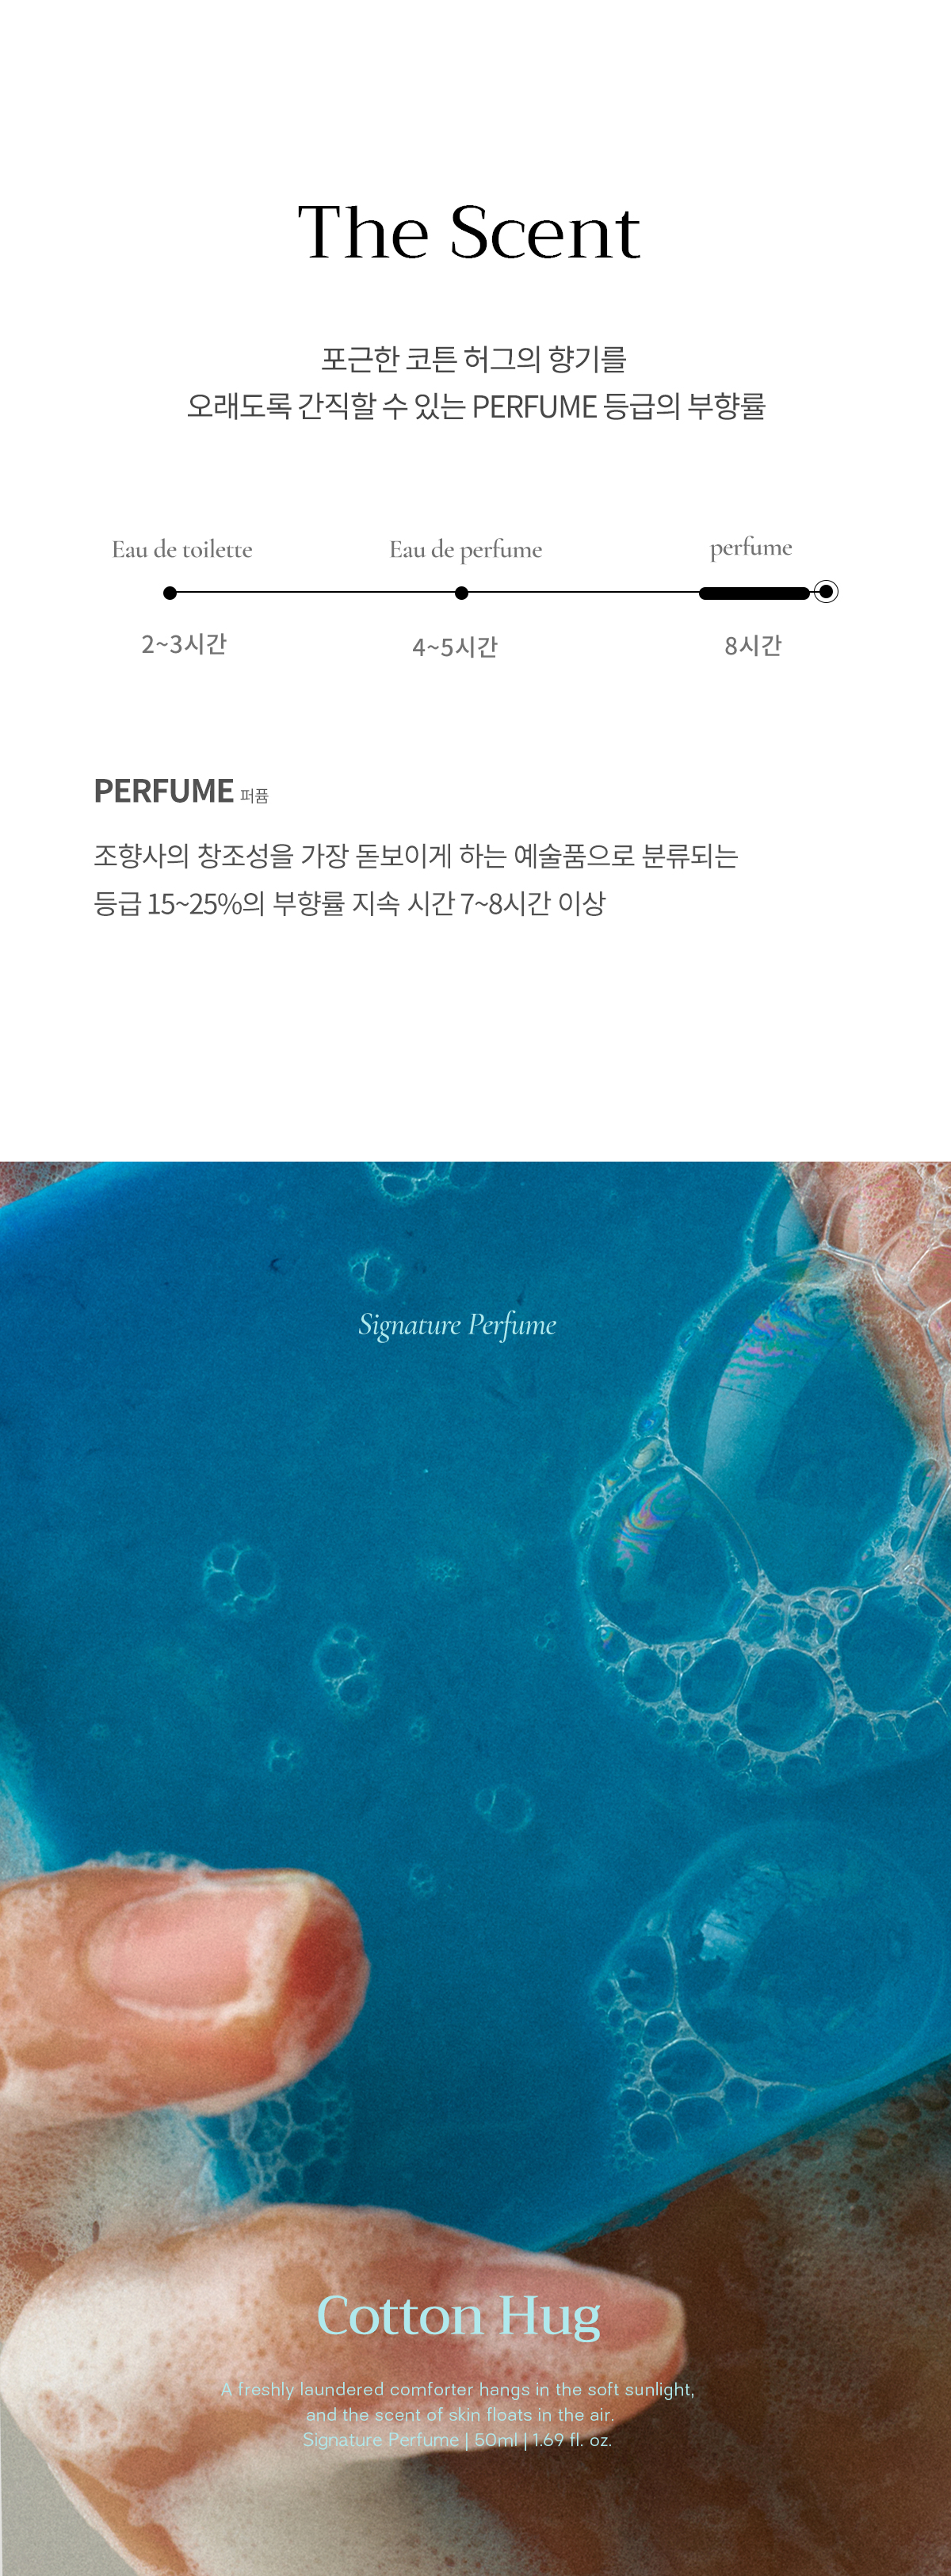 The Scent
포근한 코튼 허그의 향기를
오래도록 간직할 수 있는 PERFUME 등급의 부향률
Eau de toilette
Eau de perfume
perfume
2~3시간
4~5시간
8시간
PERFUME 퍼퓸
조향사의 창조성을 가장 돋보이게 하는 예술품으로 분류되는
등급 15~25%의 부향률 지속 시간 7~8시간 이상
Signature Perfume
Cotton Hug
A freshly laundered comforter hangs in the soft sunlight,
and the scent of skin floats in the air.
Signature Perfume | 50ml | 1.69 fl. oz.